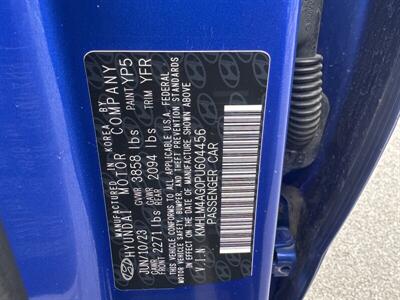 MANUFACTURED IN KOREA BY
HYUNDAI MOTOR COMPANY
JUN/10/23 GVWR 3858 lbs PAINT YP5
GAWR FRONT 2271 lbs GAWR REAR 2094 lbs TRIM YFR
THIS VEHICLE CONFORMS TO ALL APPLICABLE U.S.A. FEDERAL
MOTOR VEHICLE SAFETY, BUMPER, AND THEFT PREVENTION STANDARDS
IN EFFECT ON THE DATE OF MANUFACTURE SHOWN ABOVE.
V.I.N: KMHLM4AG0PU604456
PASSENGER CAR